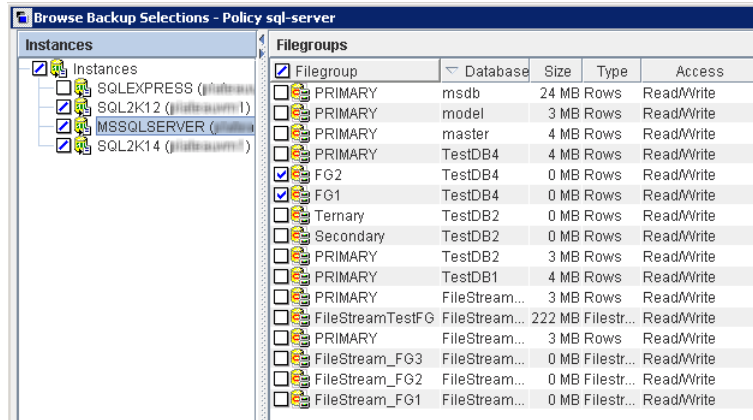 Browse Backup Selections - Policy sql-server
Instances
Instances
SQLEXPRESS (
SQL2K12 ( 1)
MSSQLSERVER (
SQL2K14 ( )
Filegroups
Filegroup Database Size Type Access
PRIMARY msdb 24 MB Rows Read/Write
PRIMARY model 3 MB Rows Read/Write
PRIMARY master 4 MB Rows Read/Write
PRIMARY TestDB4 4 MB Rows Read/Write
FG2 TestDB4 0 MB Rows Read/Write
FG1 TestDB4 0 MB Rows Read/Write
Ternary TestDB2 0 MB Rows Read/Write
Secondary TestDB2 0 MB Rows Read/Write
PRIMARY TestDB2 3 MB Rows Read/Write
PRIMARY TestDB1 4 MB Rows Read/Write
PRIMARY FileStream... 3 MB Rows Read/Write
FileStreamTestFG FileStream... 222 MB Filestr... Read/Write
PRIMARY FileStream... 3 MB Rows Read/Write
FileStream_FG3 FileStream... 0 MB Filestr... Read/Write
FileStream_FG2 FileStream... 0 MB Filestr... Read/Write
FileStream_FG1 FileStream... 0 MB Filestr... Read/Write